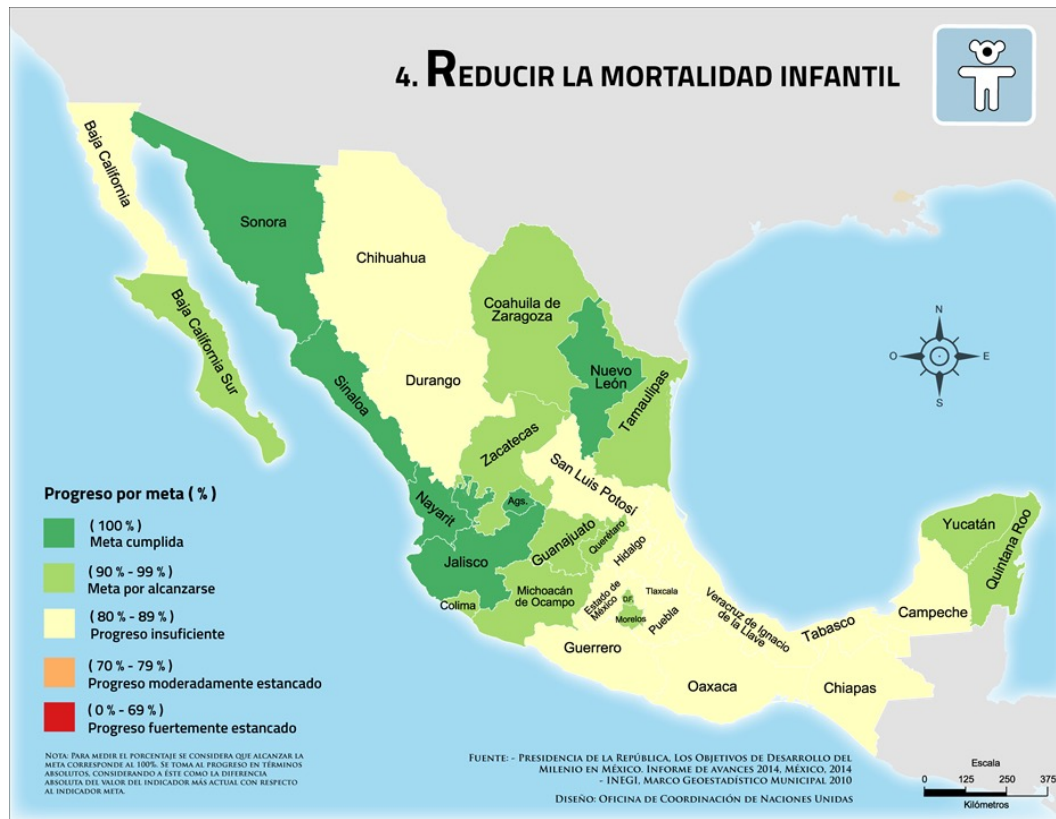 4. REDUCIR LA MORTALIDAD INFANTIL
Baja California
Sonora
Chihuahua
Coahuila de
Zaragoza
Baja California Sur
Sinaloa
Durango
Nuevo
León
Tamaulipas
Zacatecas
San Luis Potosí
Nayarit
Ags.
Jalisco
Guanajuato
Querétaro
Hidalgo
Colima
Michoacán
de Ocampo
Estado de
México
D.F.
Morelos
Tlaxcala
Puebla
Veracruz de Ignacio
de la Llave
Guerrero
Oaxaca
Tabasco
Chiapas
Campeche
Yucatán
Quintana Roo
N
O
E
S
Progreso por meta ( % )
( 100 % )
Meta cumplida
( 90 % - 99 % )
Meta por alcanzarse
( 80 % - 89 % )
Progreso insuficiente
( 70 % - 79 % )
Progreso moderadamente estancado
( 0 % - 69 % )
Progreso fuertemente estancado
NOTA: PARA MEDIR EL PORCENTAJE SE CONSIDERA QUE ALCANZAR LA
META CORRESPONDE AL 100%. SE TOMA AL PROGRESO EN TÉRMINOS
ABSOLUTOS, CONSIDERANDO A ÉSTE COMO LA DIFERENCIA
ABSOLUTA DEL VALOR DEL INDICADOR MÁS ACTUAL CON RESPECTO
AL INDICADOR META.
FUENTE: - PRESIDENCIA DE LA REPÚBLICA, LOS OBJETIVOS DE DESARROLLO DEL
MILENIO EN MÉXICO. INFORME DE AVANCES 2014, MÉXICO, 2014
- INEGI, MARCO GEOESTADÍSTICO MUNICIPAL 2010
DISEÑO: OFICINA DE COORDINACIÓN DE NACIONES UNIDAS
Escala
0 125 250 375
Kilómetros